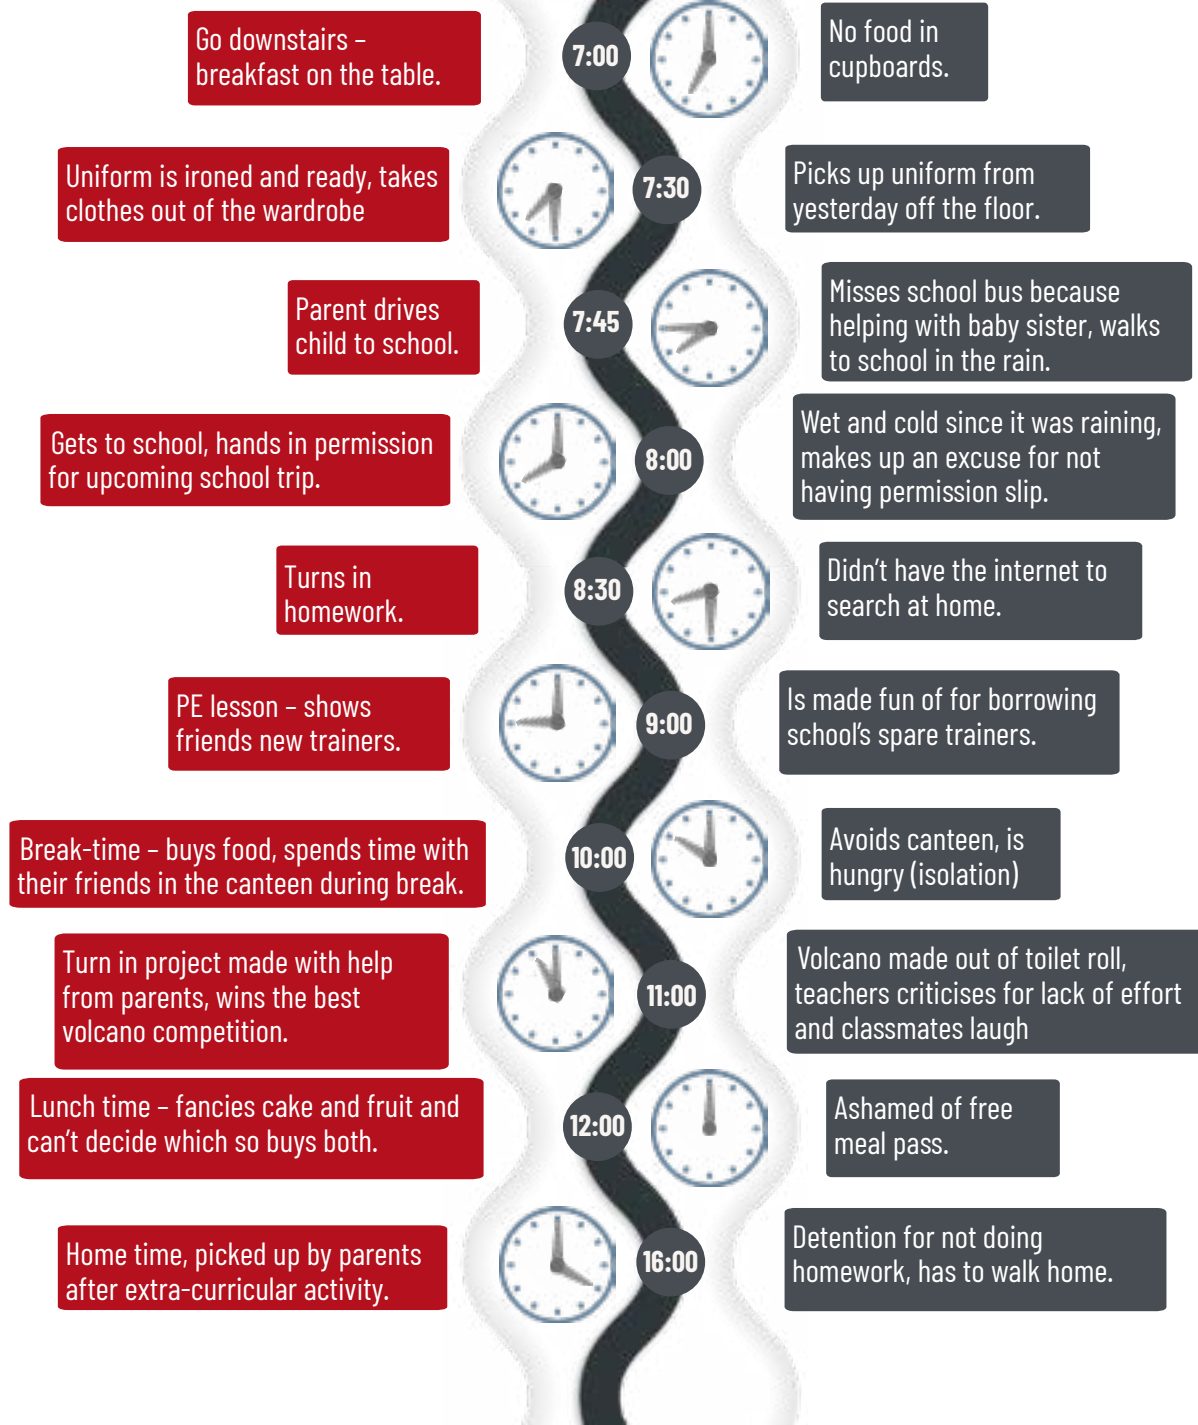 Go downstairs –
breakfast on the table.
7:00
No food in
cupboards.
Uniform is ironed and ready, takes
clothes out of the wardrobe
7:30
Picks up uniform from
yesterday off the floor.
Parent drives
child to school.
7:45
Misses school bus because
helping with baby sister, walks
to school in the rain.
Gets to school, hands in permission
for upcoming school trip.
8:00
Wet and cold since it was raining,
makes up an excuse for not
having permission slip.
Turns in
homework.
8:30
Didn’t have the internet to
search at home.
PE lesson – shows
friends new trainers.
9:00
Is made fun of for borrowing
school’s spare trainers.
Break-time – buys food, spends time with
their friends in the canteen during break.
10:00
Avoids canteen, is
hungry (isolation)
Turn in project made with help
from parents, wins the best
volcano competition.
11:00
Volcano made out of toilet roll,
teachers criticises for lack of effort
and classmates laugh
Lunch time – fancies cake and fruit and
can’t decide which so buys both.
12:00
Ashamed of free
meal pass.
Home time, picked up by parents
after extra-curricular activity.
16:00
Detention for not doing
homework, has to walk home.